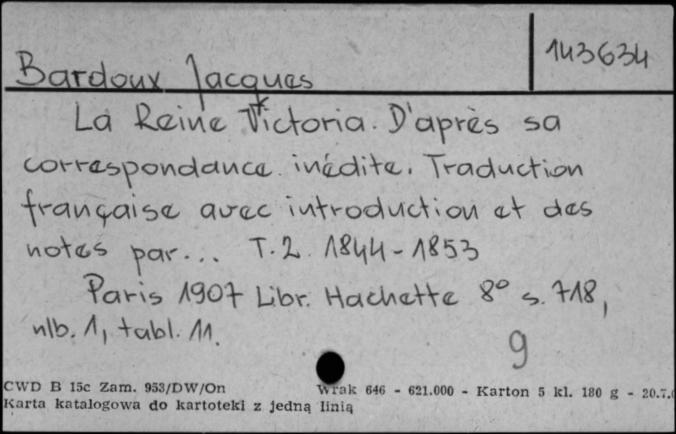 143634
Bardoux Jacques
La Reine Victoria. D'après sa
correspondance inédite. Traduction
française avec introduction et des
notes par... T.2. 1844-1853
Paris 1907 Libr. Hachette 8° s. 718,
nlb. 1, tabl. 11.
9
CWD B 15c Zam. 953/DW/On Wrak 646 - 621.000 - Karton 5 kl. 180 g - 20.7.
Karta katalogowa do kartoteki z jedną linią